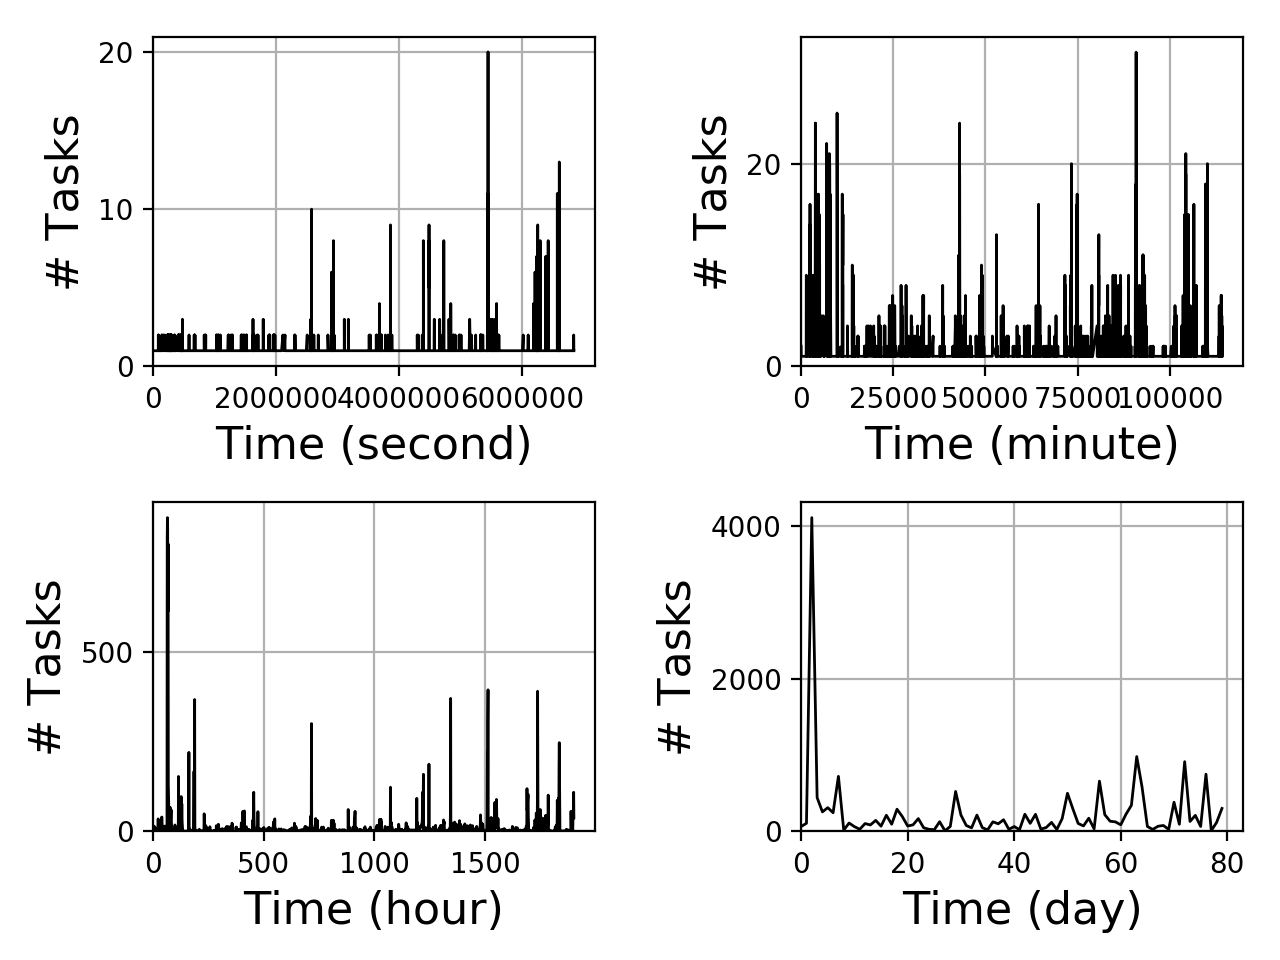 20
10
0
# Tasks
0 2000000 4000000 6000000
Time (second)
20
0
# Tasks
0 25000 50000 75000 100000
Time (minute)
500
0
# Tasks
0 500 1000 1500
Time (hour)
4000
2000
0
# Tasks
0 20 40 60 80
Time (day)